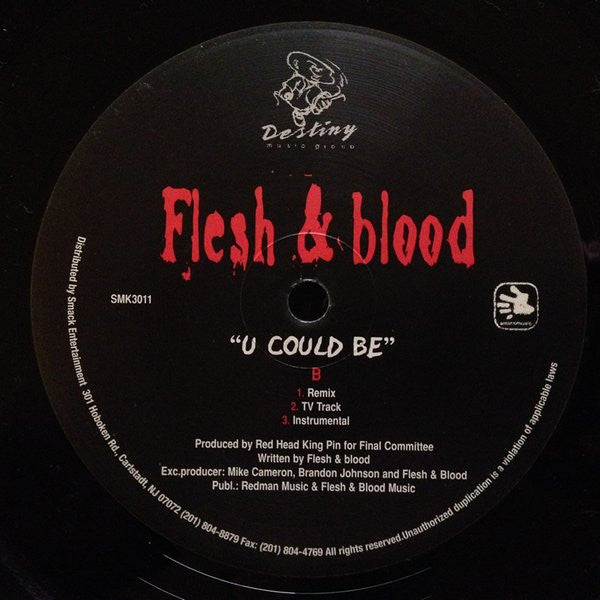 Destiny
music group
Flesh & blood
SMK3011
"U COULD BE"
B
1. Remix
2. TV Track
3. Instrumental
Produced by Red Head King Pin for Final Committee
Written by Flesh & blood
Exc.producer: Mike Cameron, Brandon Johnson and Flesh & Blood
Publ.: Redman Music & Flesh & Blood Music
Distributed by Smack Entertainment 301 Hoboken Rd., Carlstadt, NJ 07072 (201) 804-8879 Fax: (201) 804-4769 All rights reserved.Unauthorized duplication is a violation of applicable laws